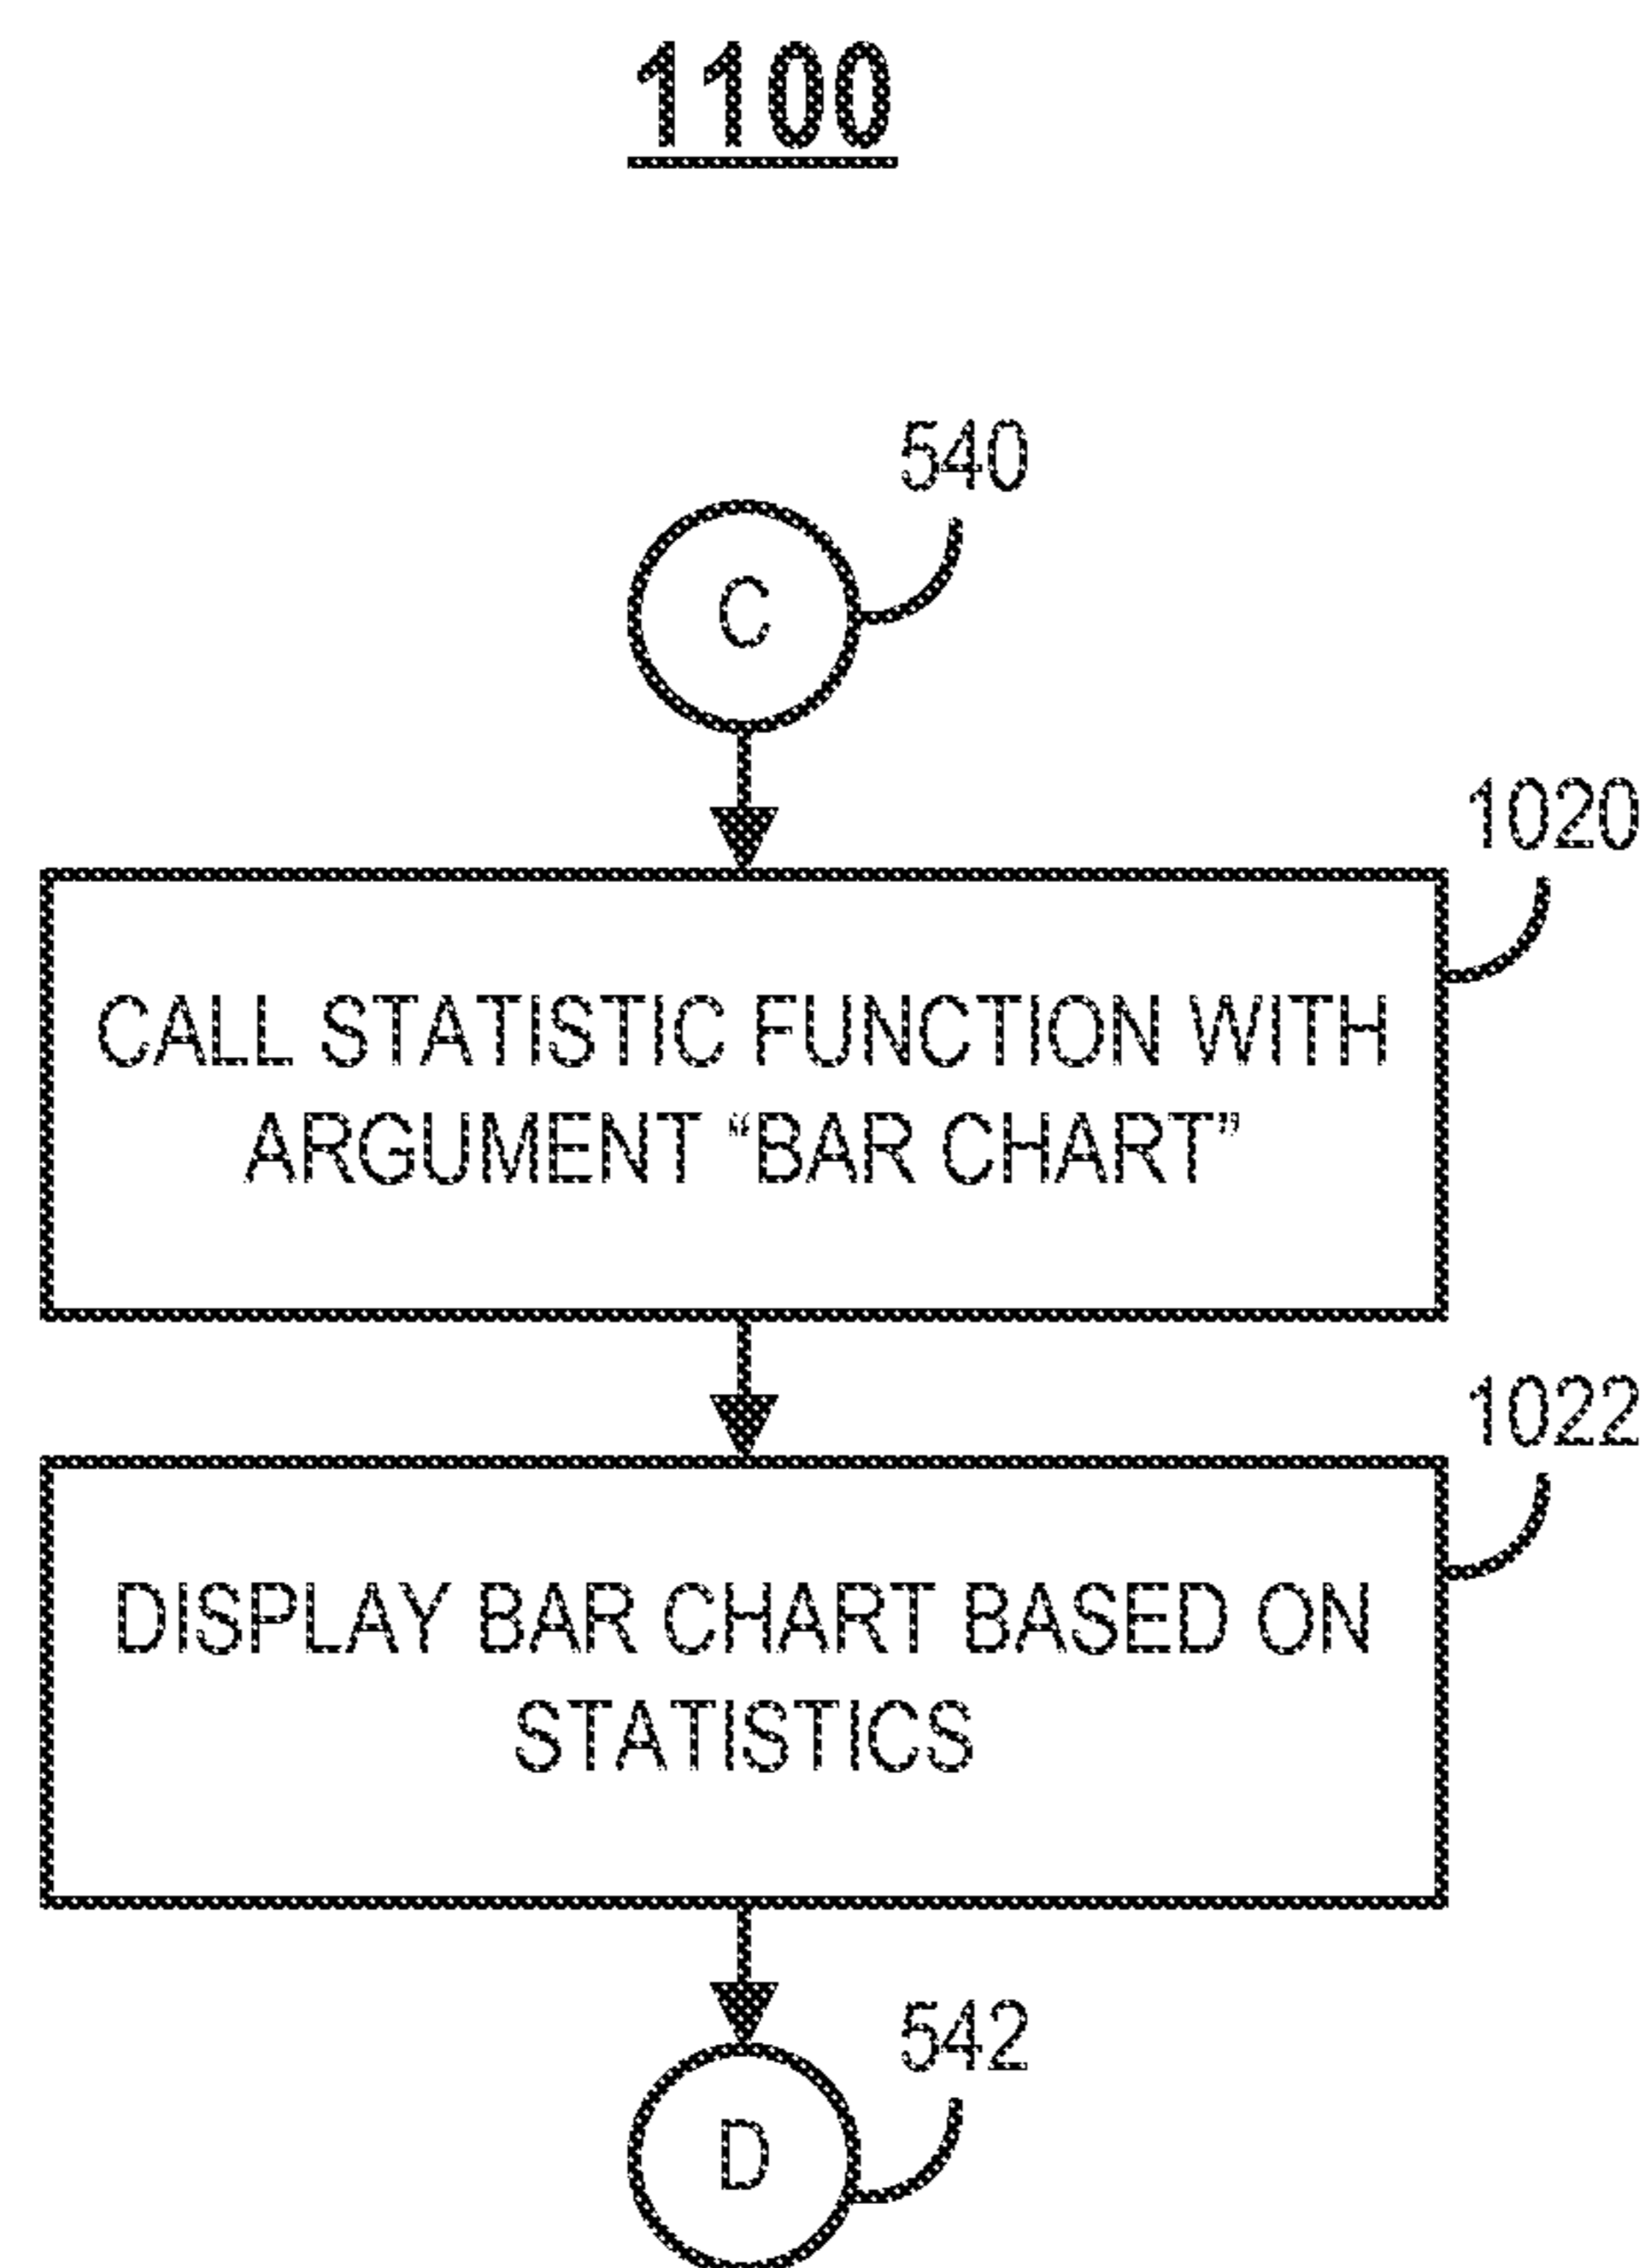 1100
540
C
1020
CALL STATISTIC FUNCTION WITH
ARGUMENT “BAR CHART”
1022
DISPLAY BAR CHART BASED ON
STATISTICS
542
D